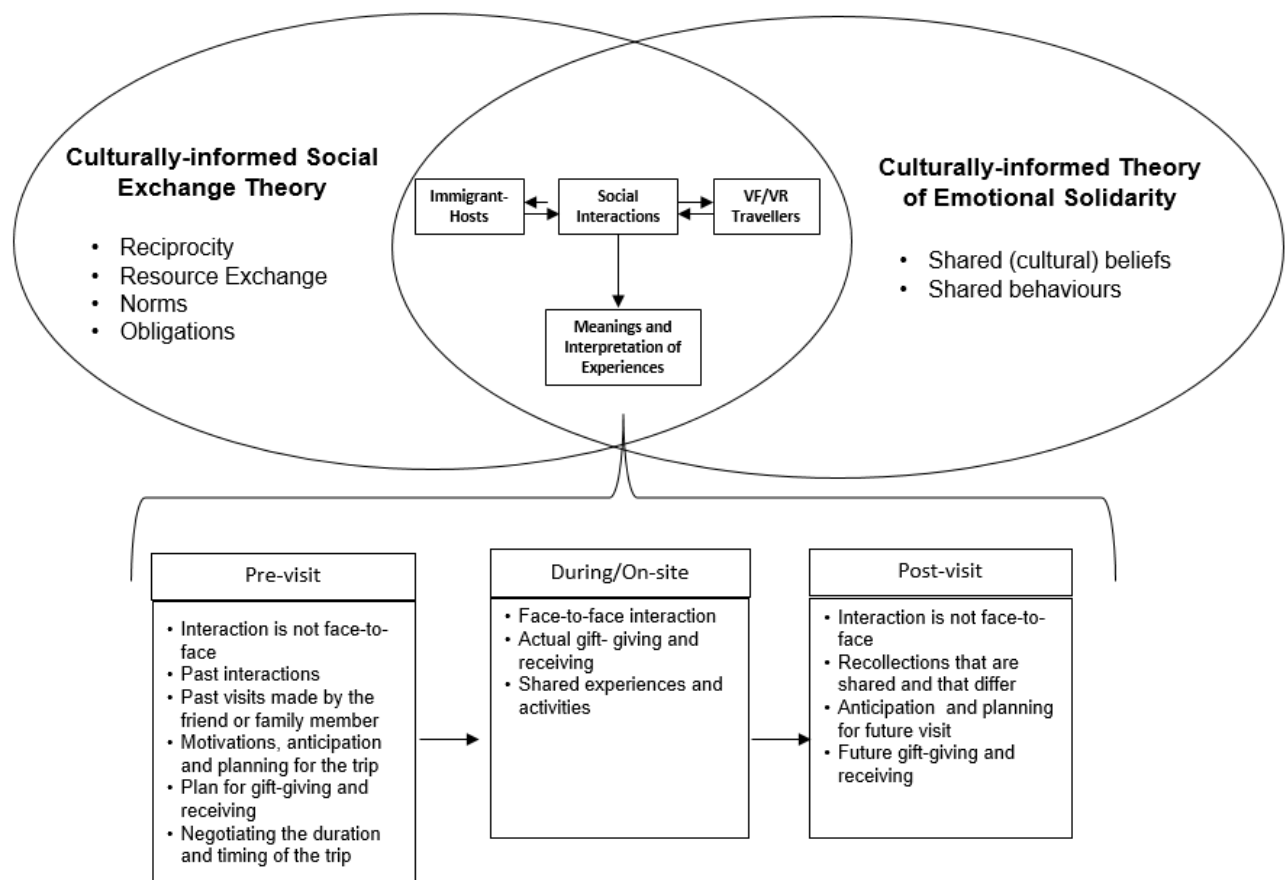 Culturally-informed Social
Exchange Theory
• Reciprocity
• Resource Exchange
• Norms
• Obligations
Immigrant-
Hosts
Social
Interactions
VF/VR
Travellers
Meanings and
Interpretation of
Experiences
Culturally-informed Theory
of Emotional Solidarity
• Shared (cultural) beliefs
• Shared behaviours
Pre-visit
• Interaction is not face-to-
face
• Past interactions
• Past visits made by the
friend or family member
• Motivations, anticipation
and planning for the trip
• Plan for gift-giving and
receiving
• Negotiating the duration
and timing of the trip
During/On-site
• Face-to-face interaction
• Actual gift- giving and
receiving
• Shared experiences and
activities
Post-visit
• Interaction is not face-to-
face
• Recollections that are
shared and that differ
• Anticipation and planning
for future visit
• Future gift-giving and
receiving